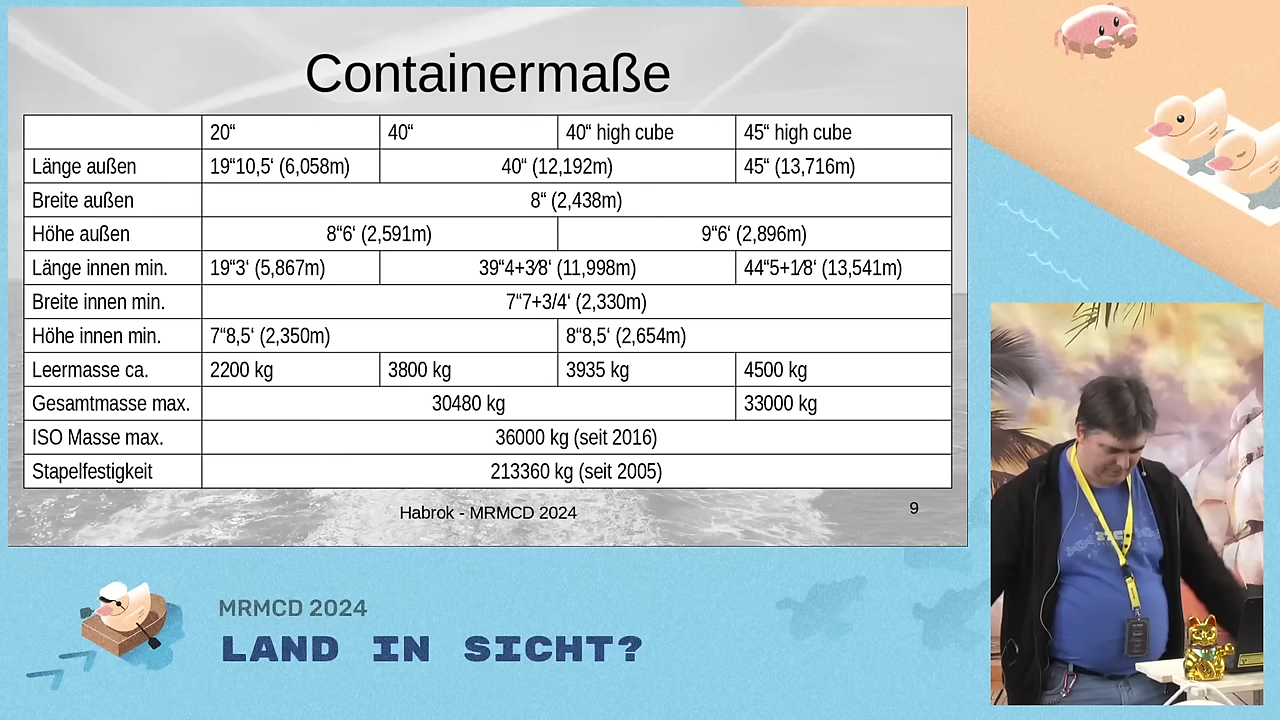 Containermaße
20“ 40“ 40“ high cube 45“ high cube
Länge außen 19“10,5‘ (6,058m) 40“ (12,192m) 45“ (13,716m)
Breite außen 8“ (2,438m)
Höhe außen 8“6‘ (2,591m) 9“6‘ (2,896m)
Länge innen min. 19“3‘ (5,867m) 39“4+3⁄8‘ (11,998m) 44“5+1⁄8‘ (13,541m)
Breite innen min. 7“7+3/4‘ (2,330m)
Höhe innen min. 7“8,5‘ (2,350m) 8“8,5‘ (2,654m)
Leermasse ca. 2200 kg 3800 kg 3935 kg 4500 kg
Gesamtmasse max. 30480 kg 33000 kg
ISO Masse max. 36000 kg (seit 2016)
Stapelfestigkeit 213360 kg (seit 2005)
Habrok - MRMCD 2024 9
MRMCD 2024
LAND IN SICHT?